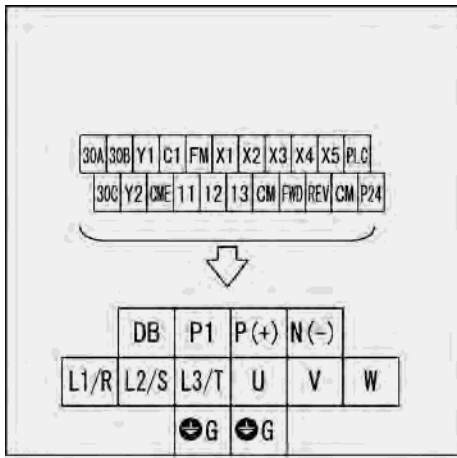 30A 30B Y1 C1 FM X1 X2 X3 X4 X5 PLC
30C Y2 CME 11 12 13 CM FWD REV CM P24
DB P1 P(+) N(-)
L1/R L2/S L3/T U V W
G G